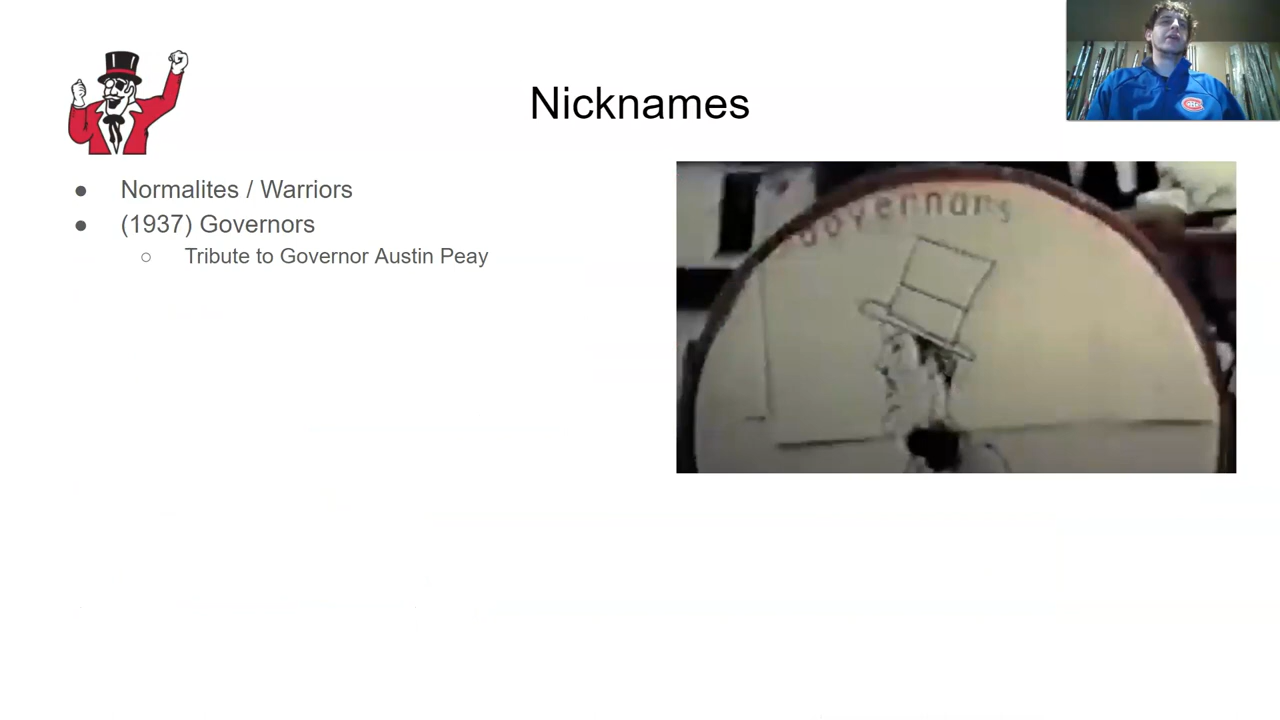 Nicknames
Normalites / Warriors
(1937) Governors
Tribute to Governor Austin Peay
Governors